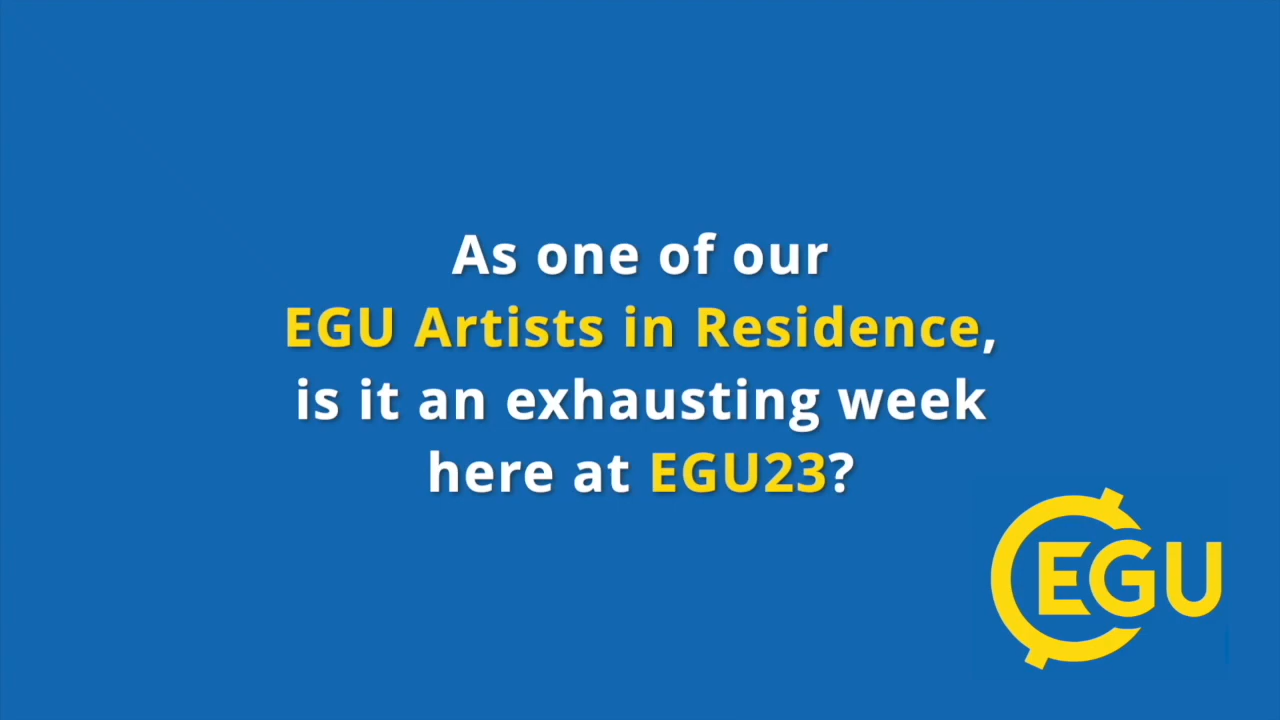 As one of our
EGU Artists in Residence,
is it an exhausting week
here at EGU23?
EGU